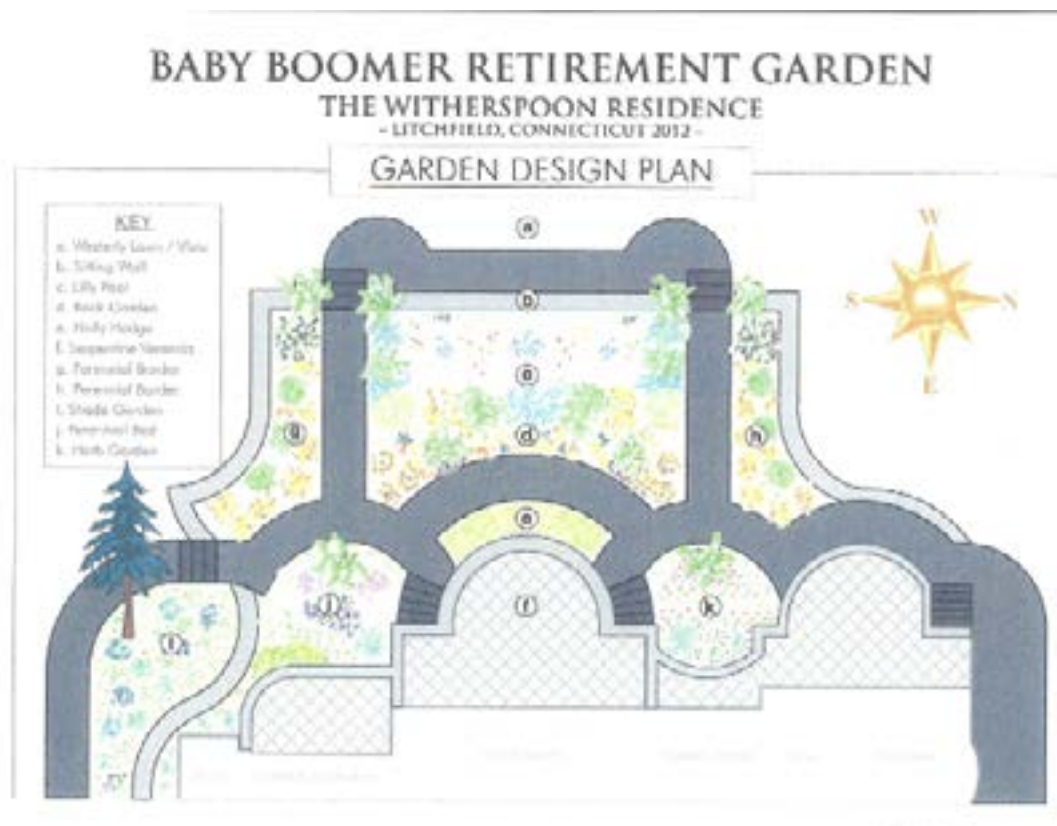 BABY BOOMER RETIREMENT GARDEN
THE WITHERSPOON RESIDENCE
- LITCHFIELD, CONNECTICUT 2012 -
GARDEN DESIGN PLAN
KEY
a. Westerly Lawn / View
b. Sitting Wall
c. Lilly Pool
d. Rock Garden
e. Holly Hedge
f. Serpentine Veranda
g. Perennial Border
h. Perennial Border
i. Shade Garden
j. Perennial Bed
k. Herb Garden
W
S N
E
a
b
d
g
h
e
f
k
i
j